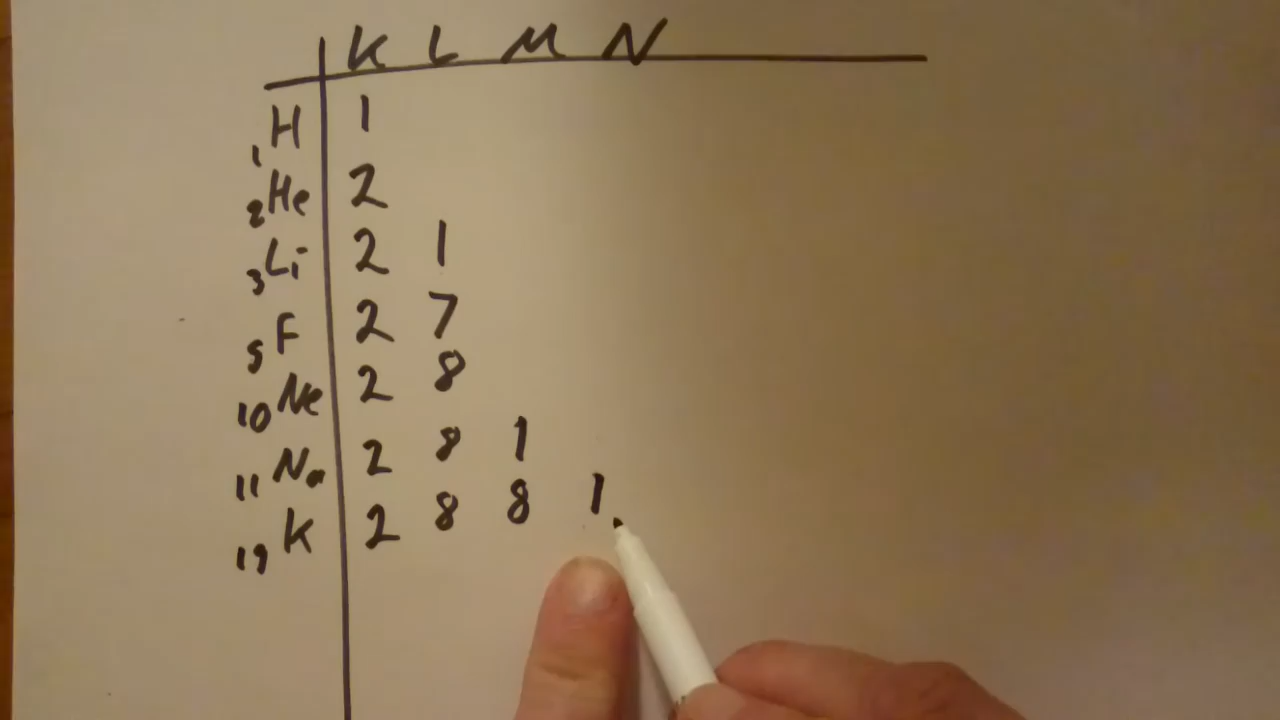 K L M N
1H 1
2He 2
3Li 2 1
9F 2 7
10Ne 2 8
11Na 2 8 1
19K 2 8 8 1